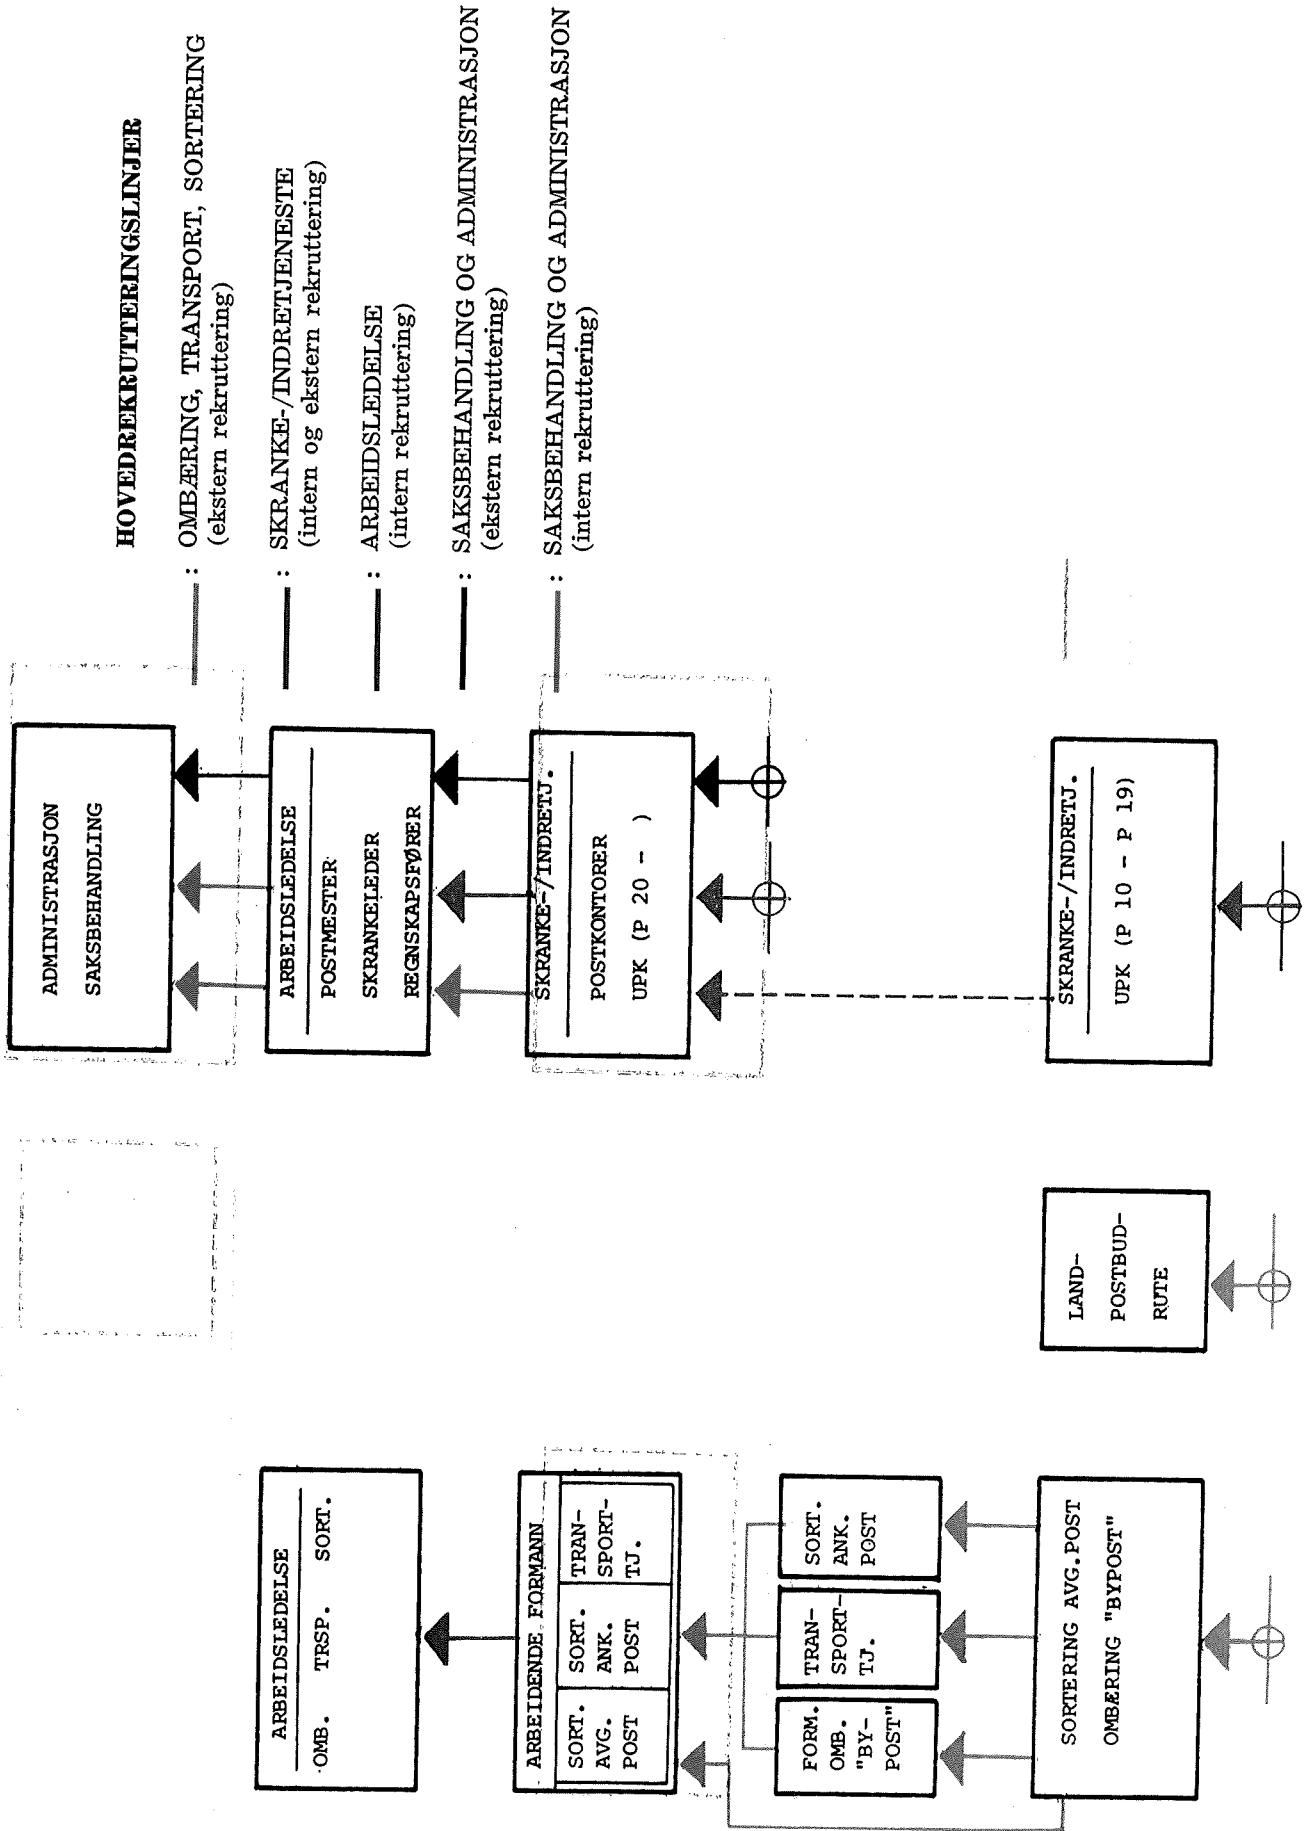 HOVEDREKRUTTERINGSLINJER
: OMBÆRING, TRANSPORT, SORTERING
(ekstern rekruttering)
: SKRANKE-/INDRETJENESTE
(intern og ekstern rekruttering)
: ARBEIDSLEDELSE
(intern rekruttering)
: SAKSBEHANDLING OG ADMINISTRASJON
(ekstern rekruttering)
: SAKSBEHANDLING OG ADMINISTRASJON
(intern rekruttering)
ADMINISTRASJON
SAKSBEHANDLING
ARBEIDSLEDELSE
OMB. TRSP. SORT.
ARBEIDSLEDELSE
POSTMESTER
SKRANKELEDER
REGNSKAPSFØRER
ARBEIDENDE FORMANN
SORT.
AVG.
POST
SORT.
ANK.
POST
TRAN-
SPORT-
TJ.
SKRANKE-/INDRETJ.
POSTKONTORER
UPK (P 20 - )
FORM.
OMB.
"BY-
POST"
TRAN-
SPORT-
TJ.
SORT.
ANK.
POST
SORTERING AVG.POST
OMBÆRING "BYPOST"
LAND-
POSTBUD-
RUTE
SKRANKE-/INDRETJ.
UPK (P 10 - P 19)